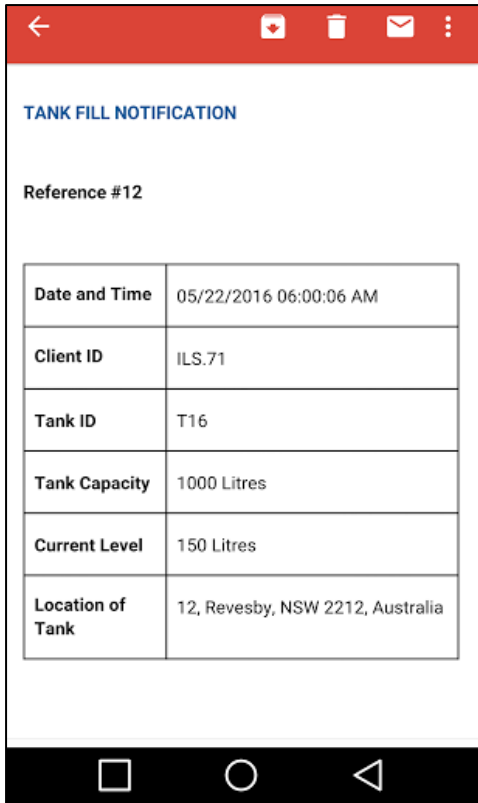 TANK FILL NOTIFICATION
Reference #12
Date and Time 05/22/2016 06:00:06 AM
Client ID ILS.71
Tank ID T16
Tank Capacity 1000 Litres
Current Level 150 Litres
Location of
Tank
12, Revesby, NSW 2212, Australia